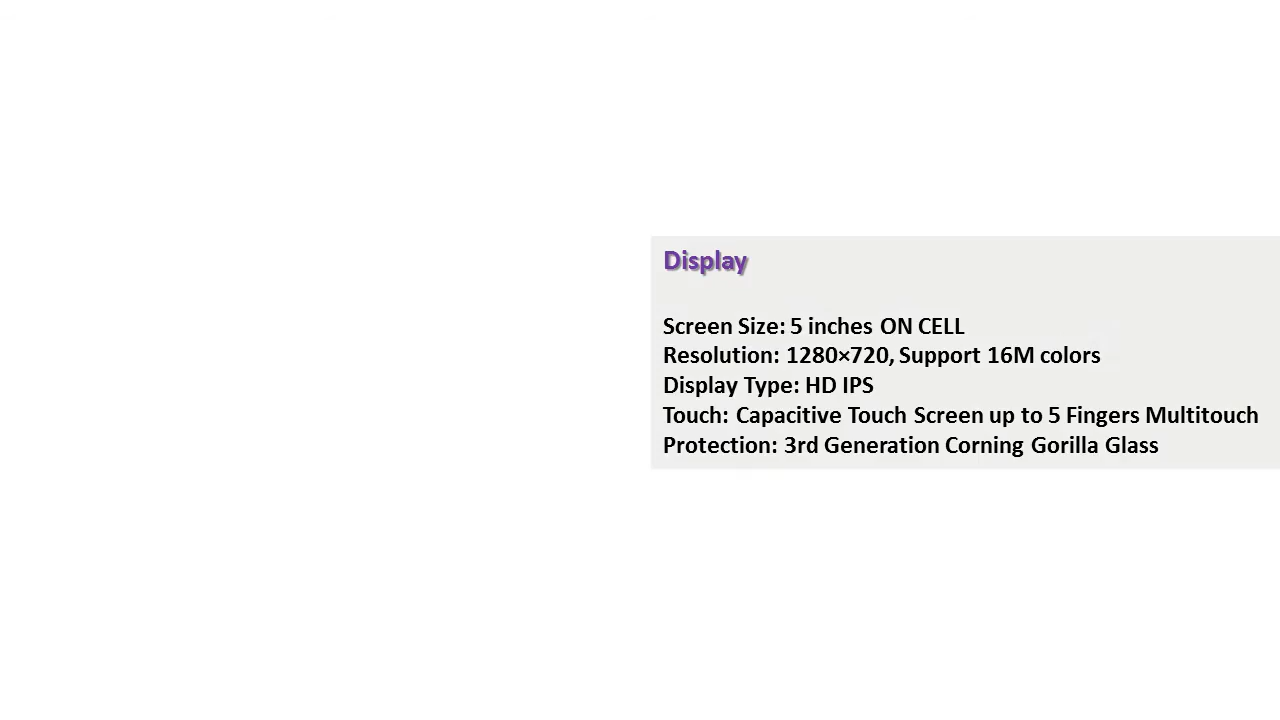 Display
Screen Size: 5 inches ON CELL
Resolution: 1280×720, Support 16M colors
Display Type: HD IPS
Touch: Capacitive Touch Screen up to 5 Fingers Multitouch
Protection: 3rd Generation Corning Gorilla Glass